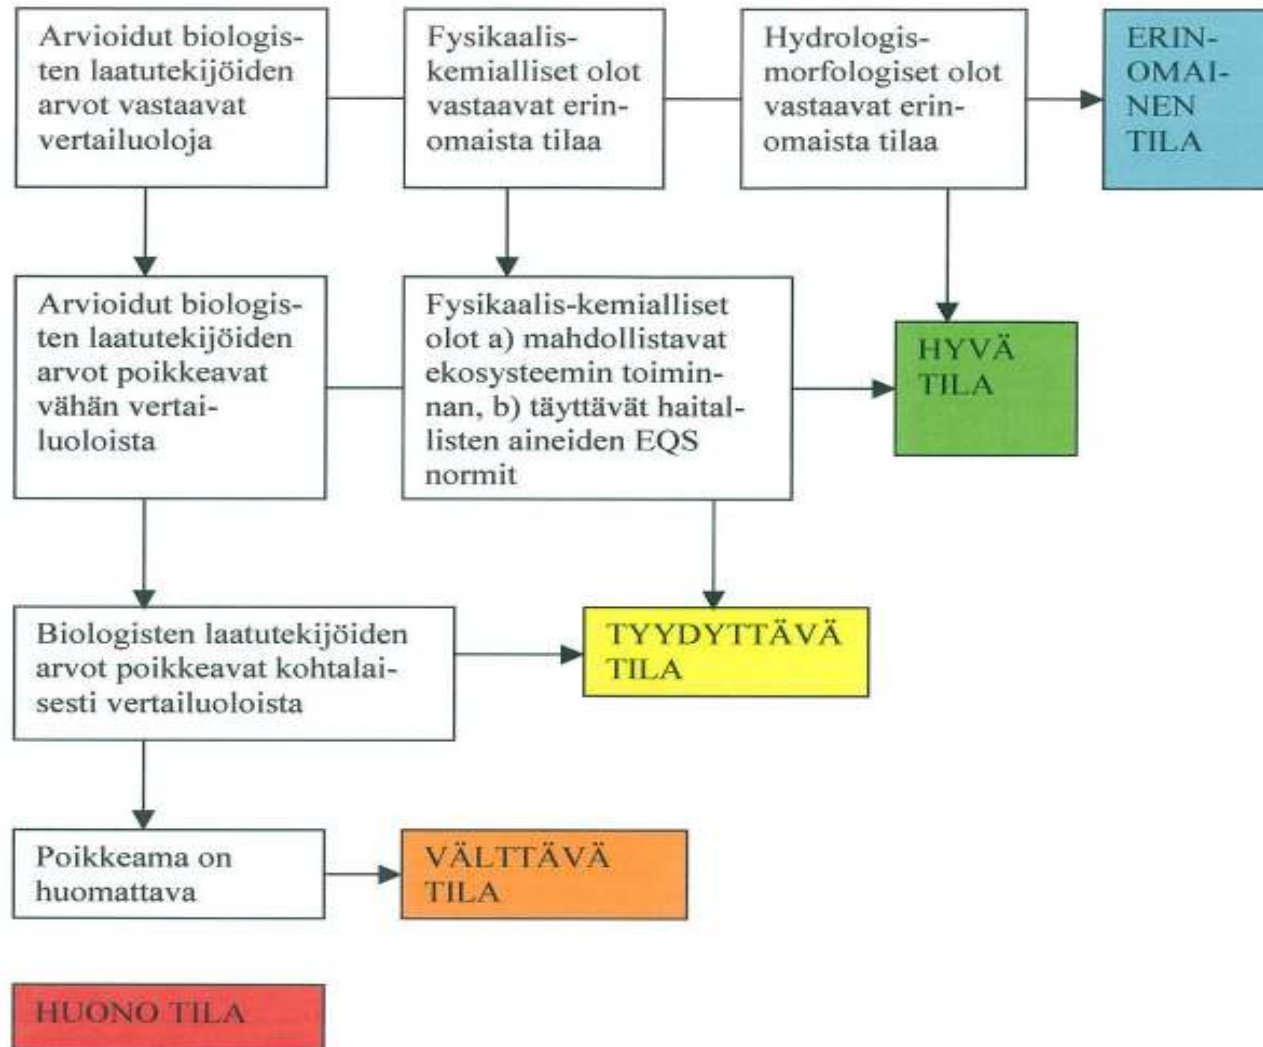 Arvioidut biologis-
ten laatutekijöiden
arvot vastaavat
vertailuoloja
Fysikaalis-
kemialliset olot
vastaavat erin-
omaista tilaa
Hydrologis-
morfologiset olot
vastaavat erin-
omaista tilaa
ERIN-
OMAI-
NEN
TILA
Arvioidut biologis-
ten laatutekijöiden
arvot poikkeavat
vähän vertai-
luoloista
Fysikaalis-kemialliset
olot a) mahdollistavat
ekosysteemin toimin-
nan, b) täyttävät haital-
listen aineiden EQS
normit
HYVÄ
TILA
Biologisten laatutekijöiden
arvot poikkeavat kohtalai-
sesti vertailuoloista
TYYDYTTÄVÄ
TILA
Poikkeama on
huomattava
VÄLTTÄVÄ
TILA
HUONO TILA